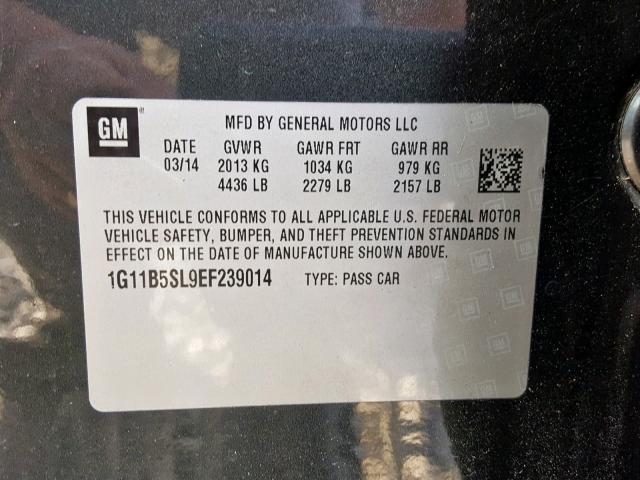 GM
MFD BY GENERAL MOTORS LLC
DATE GVWR GAWR FRT GAWR RR
03/14 2013 KG 1034 KG 979 KG
4436 LB 2279 LB 2157 LB
THIS VEHICLE CONFORMS TO ALL APPLICABLE U.S. FEDERAL MOTOR
VEHICLE SAFETY, BUMPER, AND THEFT PREVENTION STANDARDS IN
EFFECT ON THE DATE OF MANUFACTURE SHOWN ABOVE.
1G11B5SL9EF239014 TYPE: PASS CAR